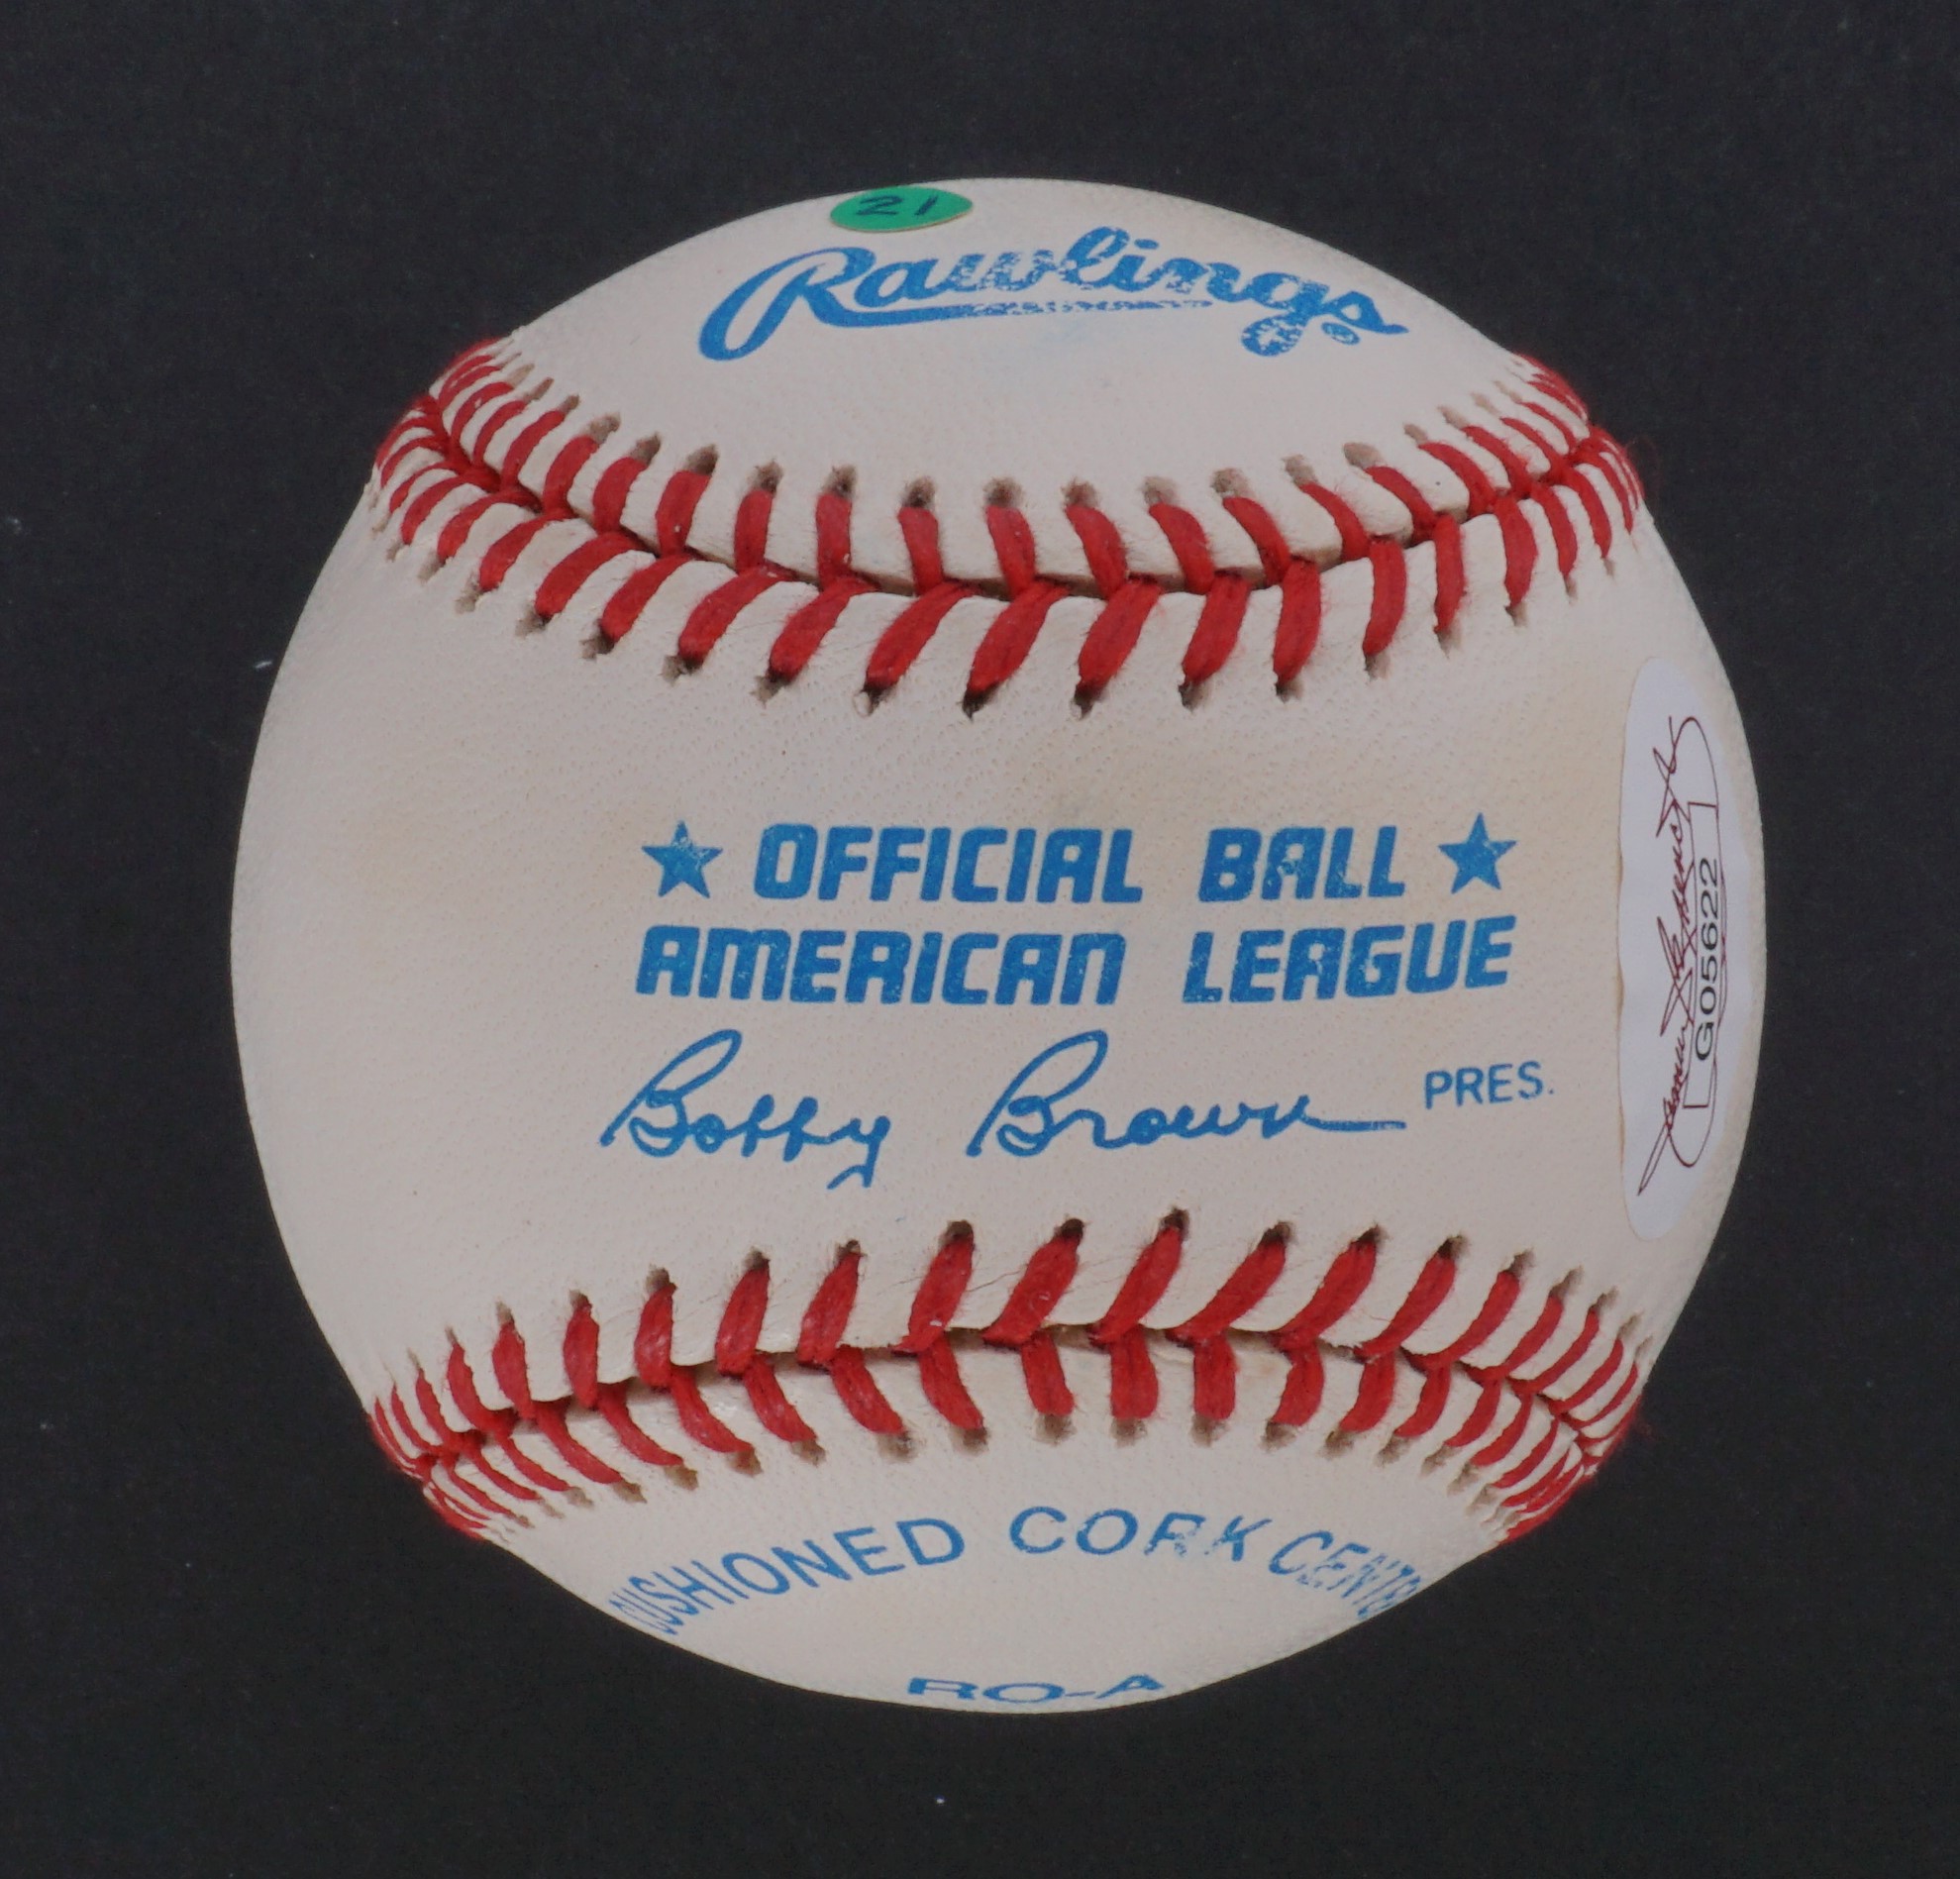 21
Rawlings®
★ OFFICIAL BALL ★
AMERICAN LEAGUE
Bobby Brown PRES.
G05622
CUSHIONED CORK CENTE
RO-A